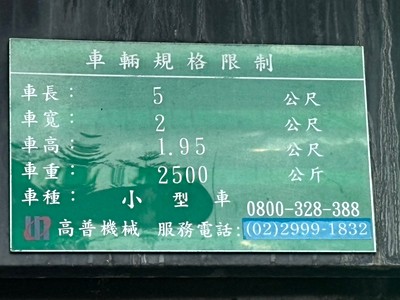 車輛規格限制
車長： 5 公尺
車寬： 2 公尺
車高： 1.95 公尺
車重： 2500 公斤
車種： 小型車 0800-328-388
高普機械 服務電話:(02)2999-1832